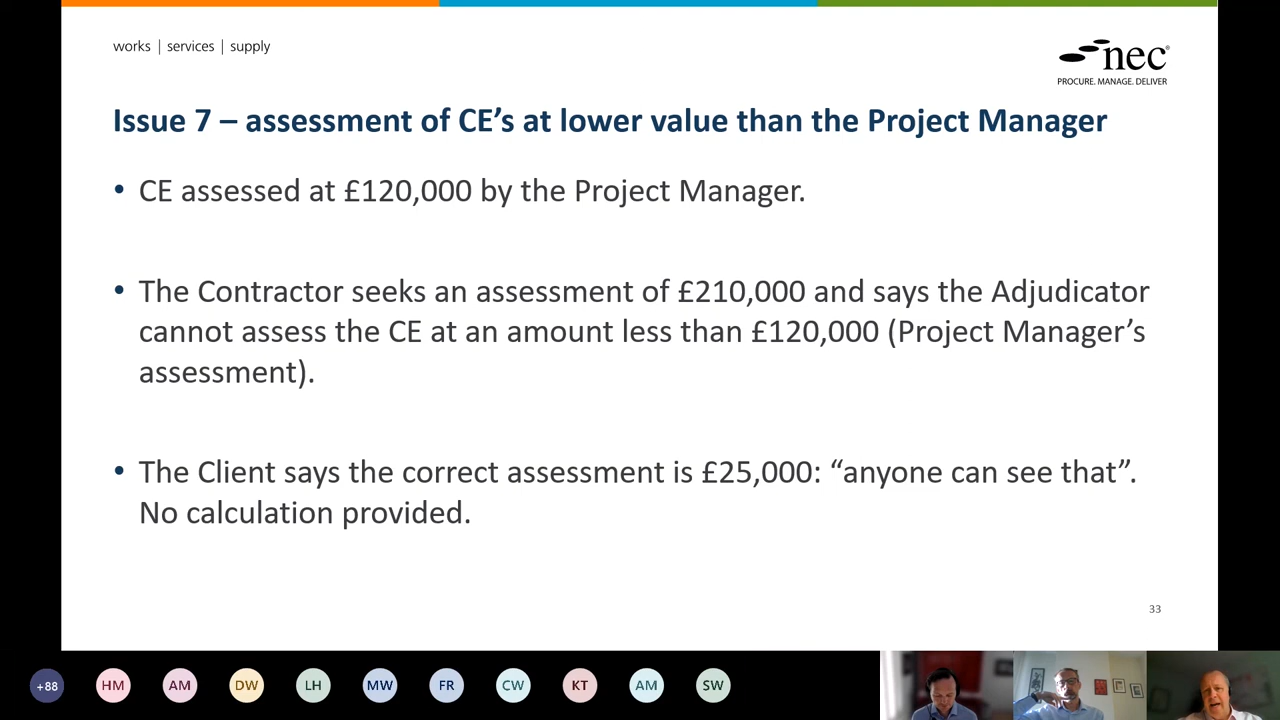 works | services | supply
nec®
PROCURE. MANAGE. DELIVER
Issue 7 – assessment of CE’s at lower value than the Project Manager
• CE assessed at £120,000 by the Project Manager.
• The Contractor seeks an assessment of £210,000 and says the Adjudicator
cannot assess the CE at an amount less than £120,000 (Project Manager’s
assessment).
• The Client says the correct assessment is £25,000: “anyone can see that”.
No calculation provided.
33
+88 HM AM DW LH MW FR CW KT AM SW